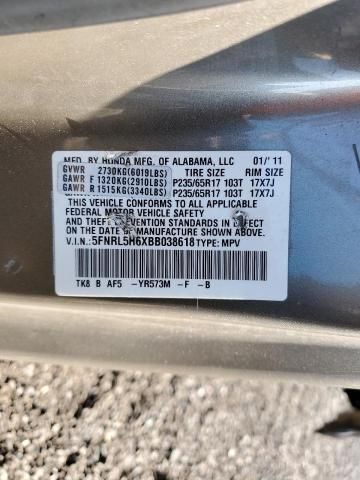 MFD. BY HONDA MFG. OF ALABAMA, LLC 01/'11
GVWR 2730KG(6019LBS) TIRE SIZE RIM SIZE
GAWR F 1320KG(2910LBS) P235/65R17 103T 17X7J
GAWR R 1515KG(3340LBS) P235/65R17 103T 17X7J
THIS VEHICLE CONFORMS TO ALL APPLICABLE
FEDERAL MOTOR VEHICLE SAFETY, BUMPER,
AND THEFT PREVENTION STANDARDS IN EFFECT
ON THE DATE OF MANUFACTURE SHOWN ABOVE.
V.I.N.: 5FNRL5H6XBB038618 TYPE: MPV
TK8 B AF5 -YR573M -F -B